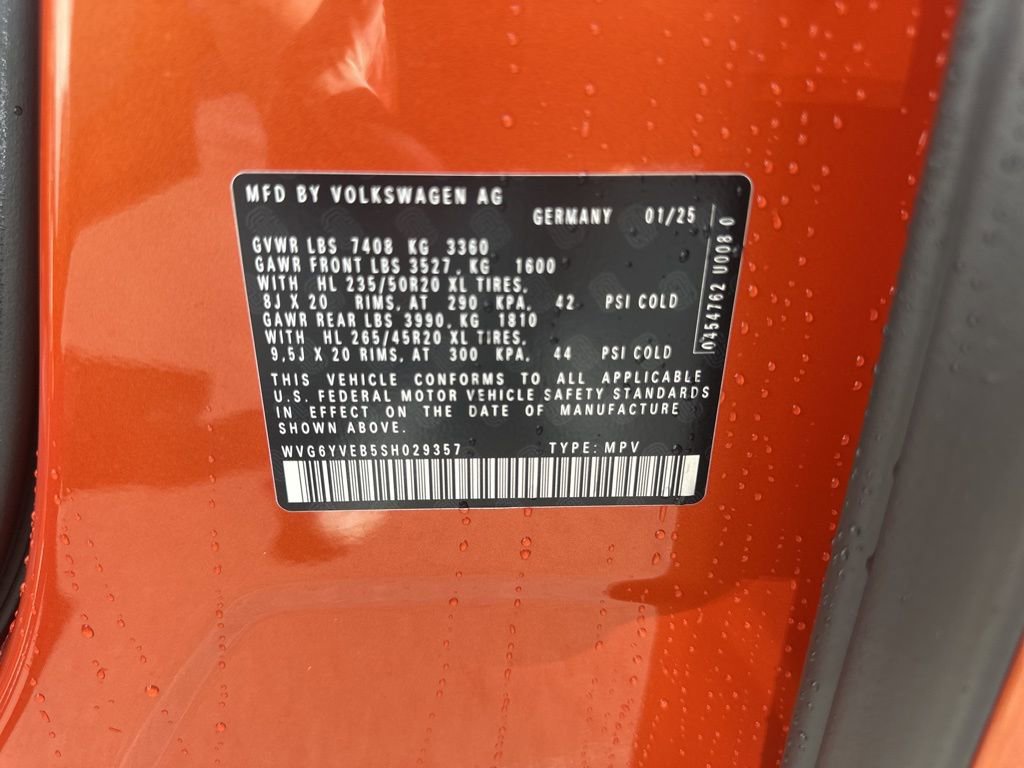 MFD BY VOLKSWAGEN AG
GERMANY 01/25
GVWR LBS 7408 KG 3360
GAWR FRONT LBS 3527, KG 1600
WITH HL 235/50R20 XL TIRES,
8J X 20 RIMS, AT 290 KPA, 42 PSI COLD
GAWR REAR LBS 3990, KG 1810
WITH HL 265/45R20 XL TIRES,
9,5J X 20 RIMS, AT 300 KPA, 44 PSI COLD
THIS VEHICLE CONFORMS TO ALL APPLICABLE
U.S. FEDERAL MOTOR VEHICLE SAFETY STANDARDS
IN EFFECT ON THE DATE OF MANUFACTURE
SHOWN ABOVE.
WVG6YVEB5SH029357 TYPE: MPV
0454762 U008 0